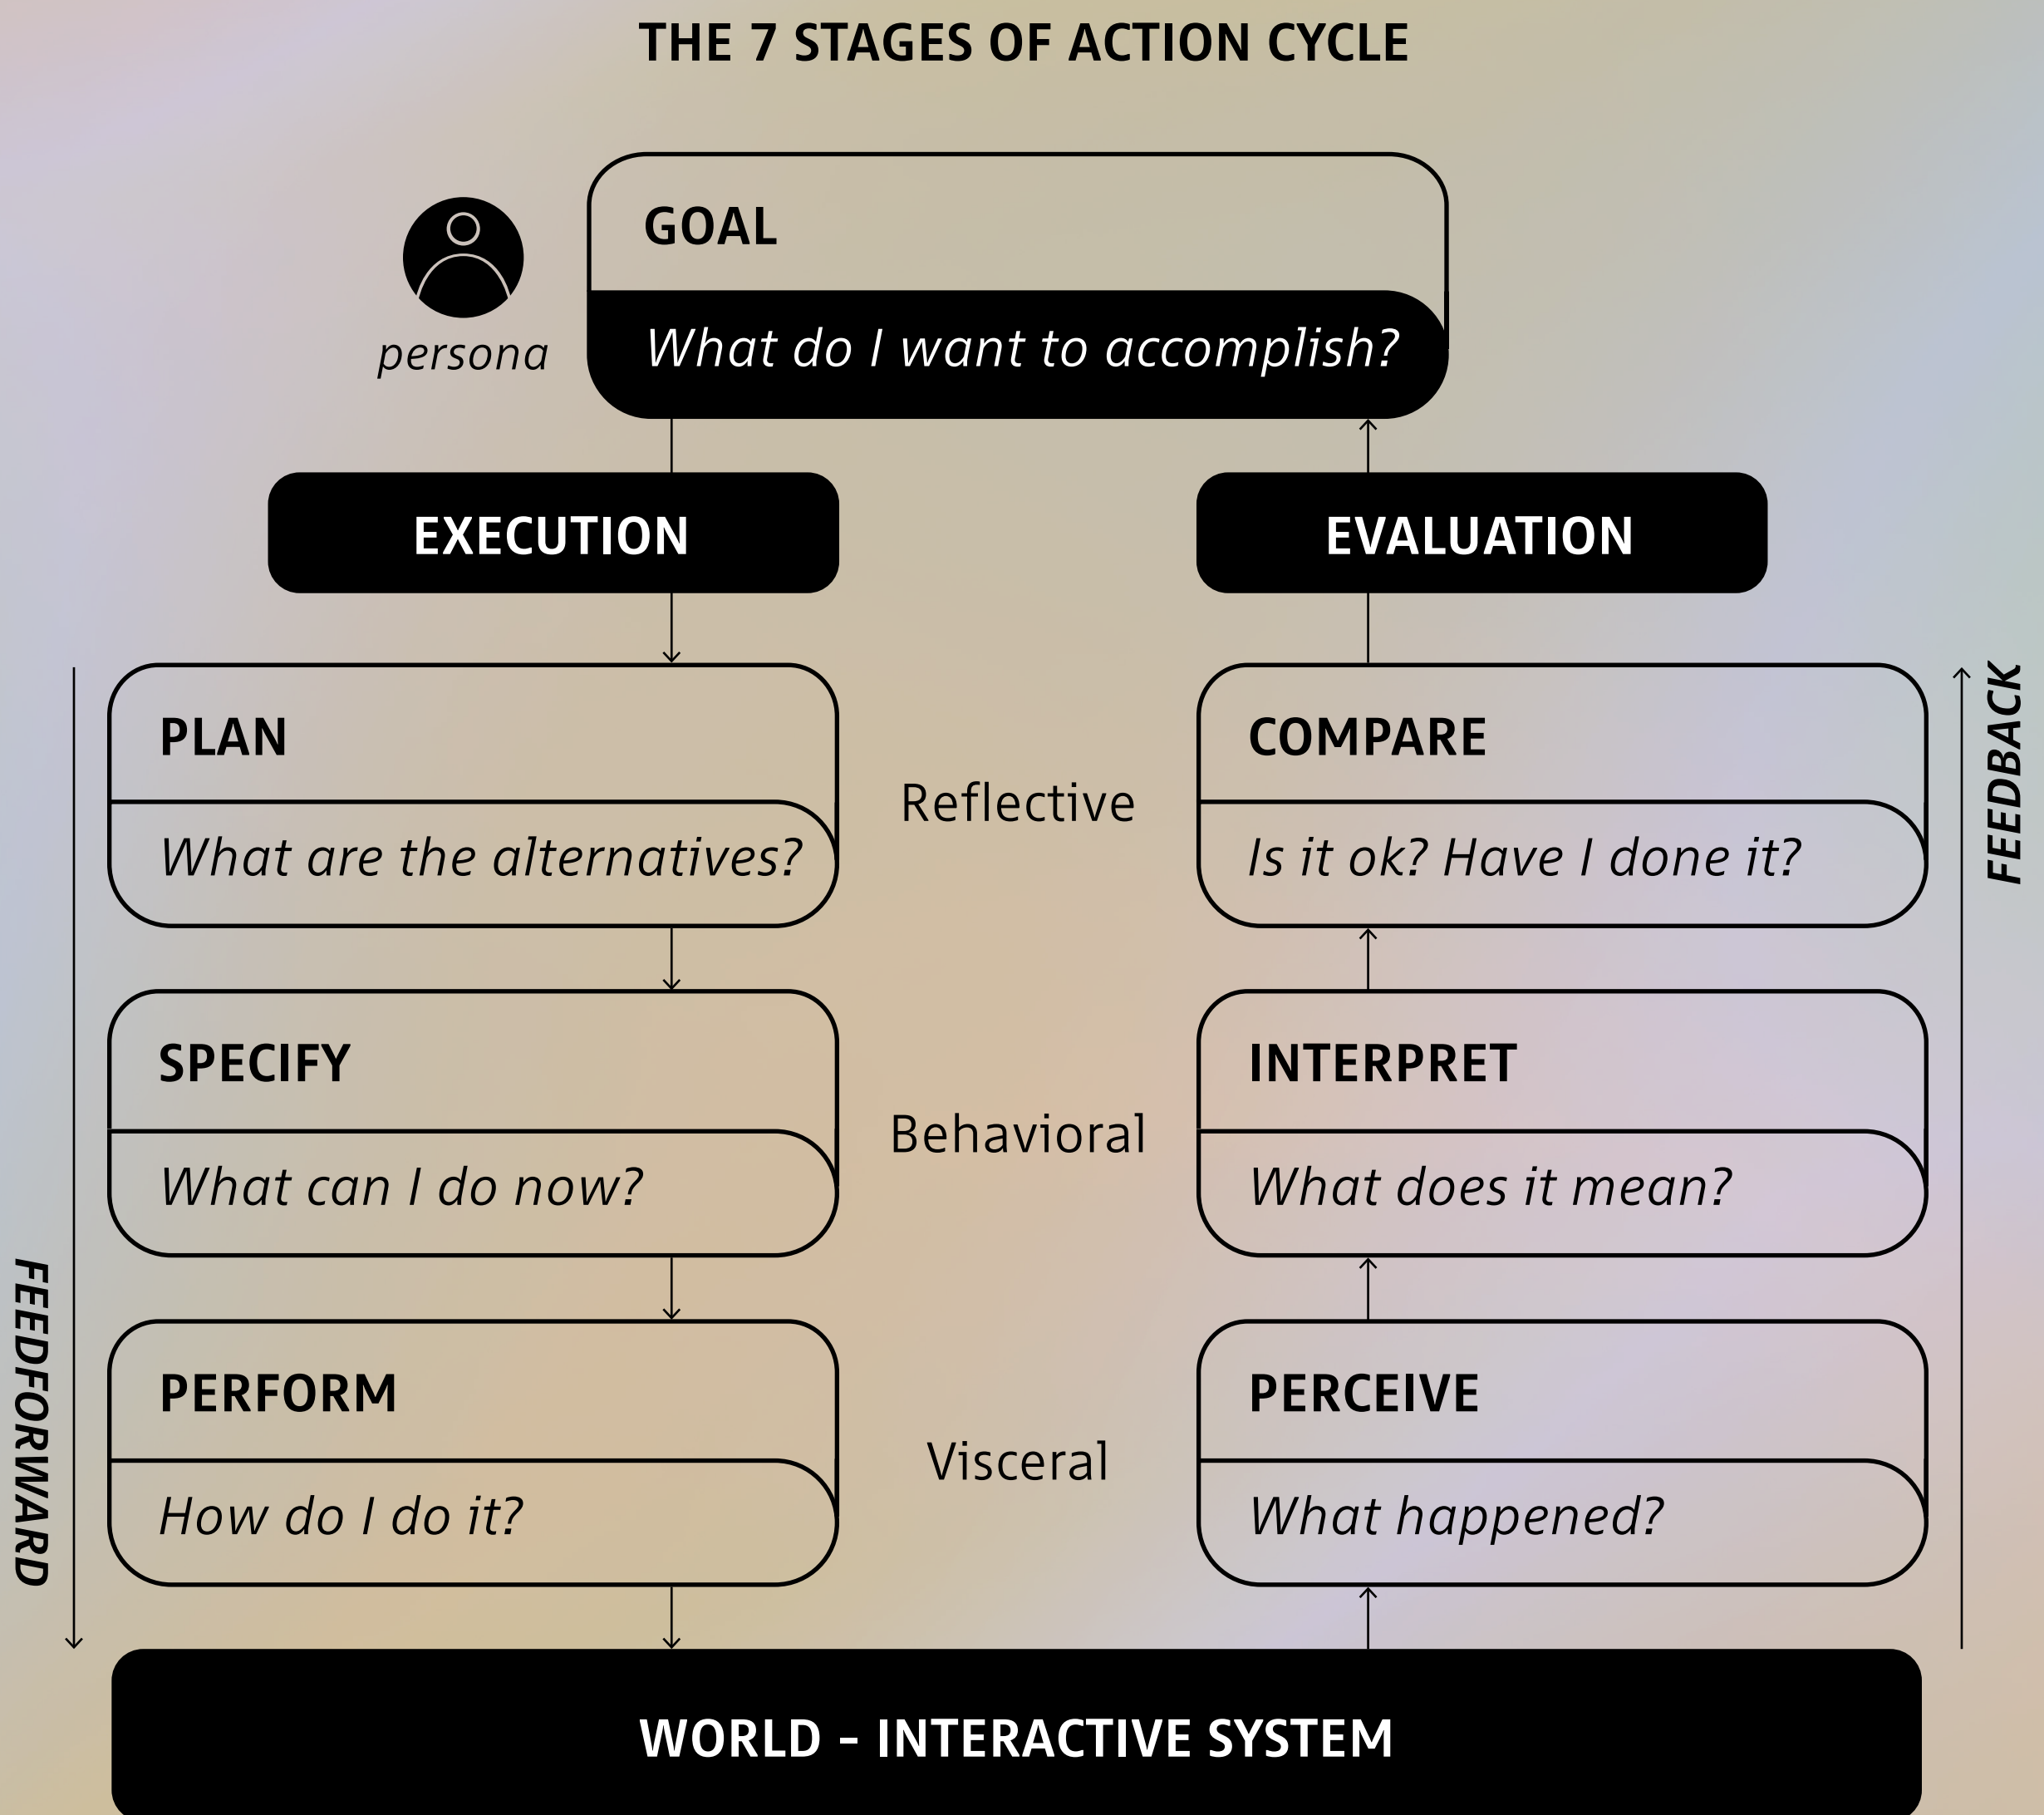 THE 7 STAGES OF ACTION CYCLE
GOAL
persona
What do I want to accomplish?
EXECUTION
EVALUATION
PLAN
What are the alternatives?
Reflective
COMPARE
Is it ok? Have I done it?
FEEDBACK
SPECIFY
What can I do now?
Behavioral
INTERPRET
What does it mean?
FEEDFORWARD
PERFORM
How do I do it?
Visceral
PERCEIVE
What happened?
WORLD - INTERACTIVE SYSTEM